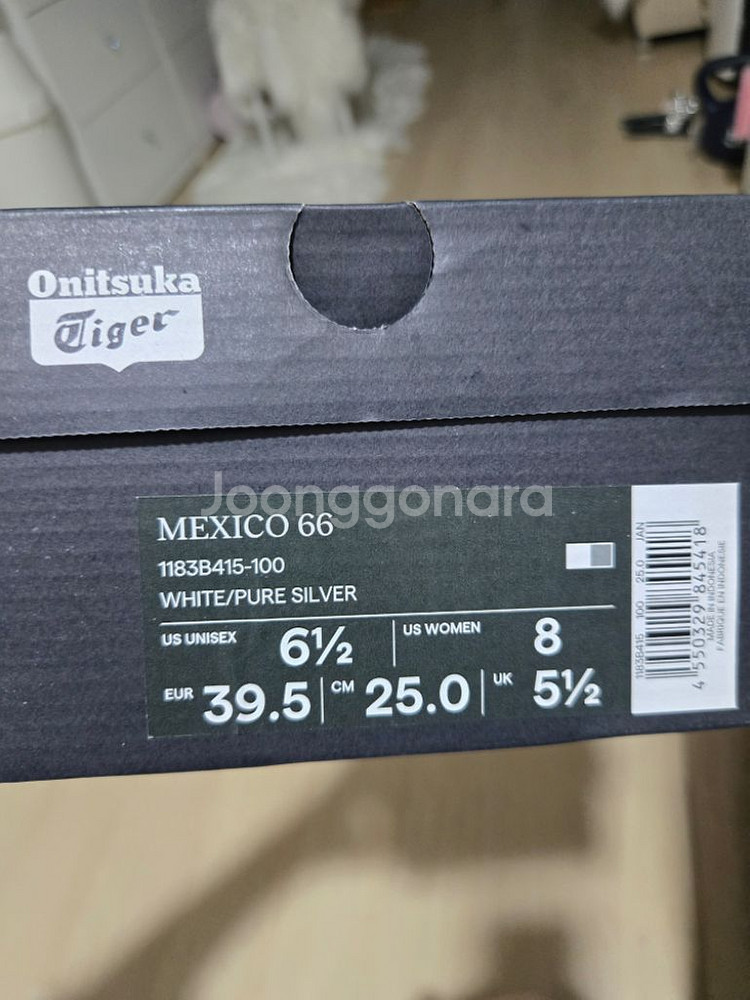 Onitsuka
Tiger
Joonggonara
MEXICO 66
1183B415-100
WHITE/PURE SILVER
US UNISEX 6½ US WOMEN 8
EUR 39.5 CM 25.0 UK 5½
1183B415 100 25.0 JAN
4 550329 845418
MADE IN INDONESIA
FABRIQUÉ EN INDONESIE